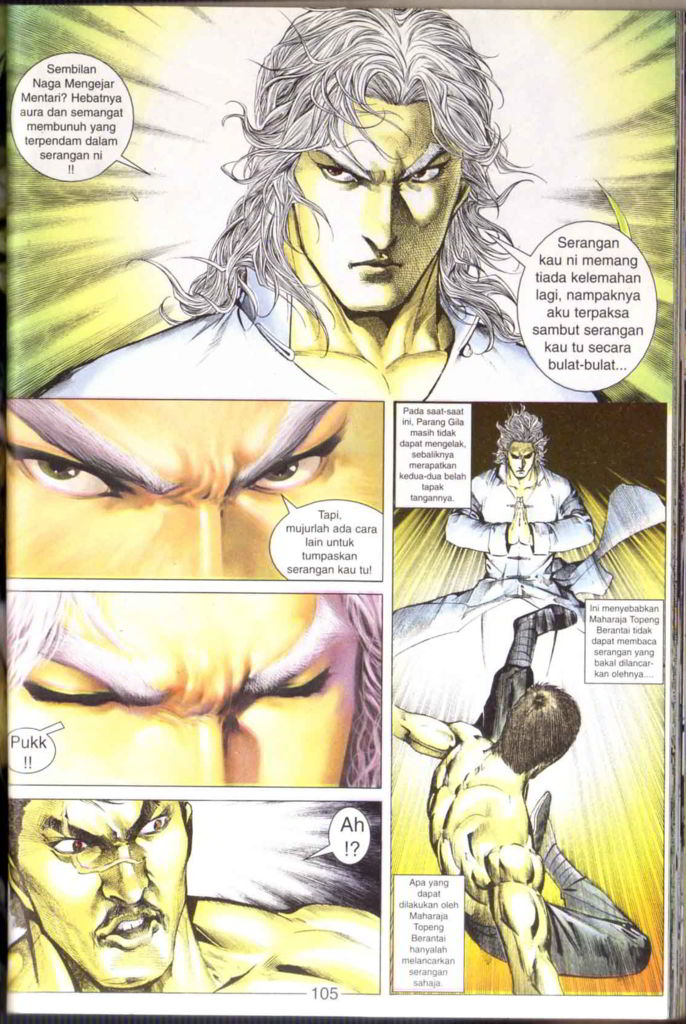 Sembilan
Naga Mengejar
Mentari? Hebatnya
aura dan semangat
membunuh yang
terpendam dalam
serangan ni
!!
Serangan
kau ni memang
tiada kelemahan
lagi, nampaknya
aku terpaksa
sambut serangan
kau tu secara
bulat-bulat...
Tapi,
mujurlah ada cara
lain untuk
tumpaskan
serangan kau tu!
Pukk
!!
Ah
!?
Pada saat-saat
ini, Parang Gila
masih tidak
dapat mengelak,
sebaliknya
merapatkan
kedua-dua belah
tapak
tangannya.
Ini menyebabkan
Maharaja Topeng
Berantai tidak
dapat membaca
serangan yang
bakal dilancar-
kan olehnya....
Apa yang
dapat
dilakukan oleh
Maharaja
Topeng
Berantai
hanyalah
melancarkan
serangan
sahaja.
105